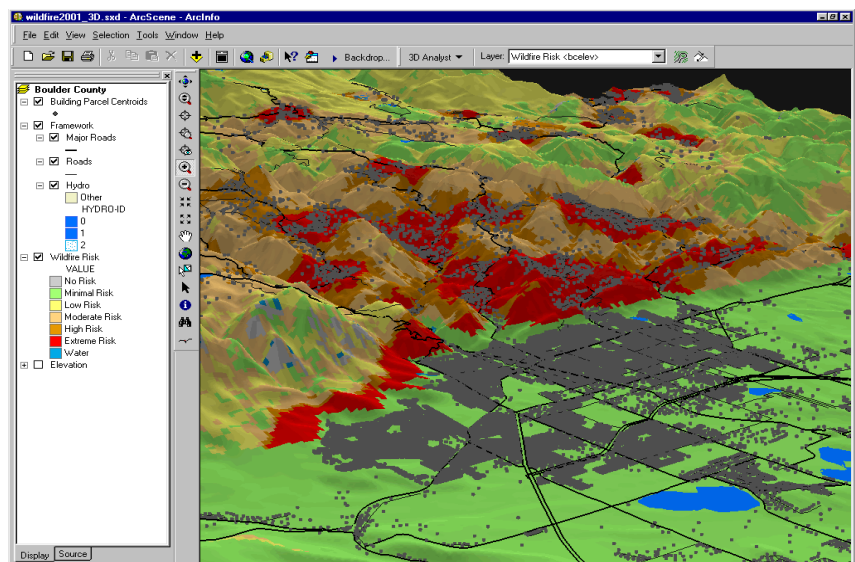 wildfire2001_3D.sxd - ArcScene - ArcInfo
File Edit View Selection Tools Window Help
Backdrop... 3D Analyst Layer: Wildfire Risk <bcelev>
Boulder County
Building Parcel Centroids
Framework
Major Roads
Roads
Hydro
Other
HYDRO-ID
0
1
2
Wildfire Risk
VALUE
No Risk
Minimal Risk
Low Risk
Moderate Risk
High Risk
Extreme Risk
Water
Elevation
Display Source